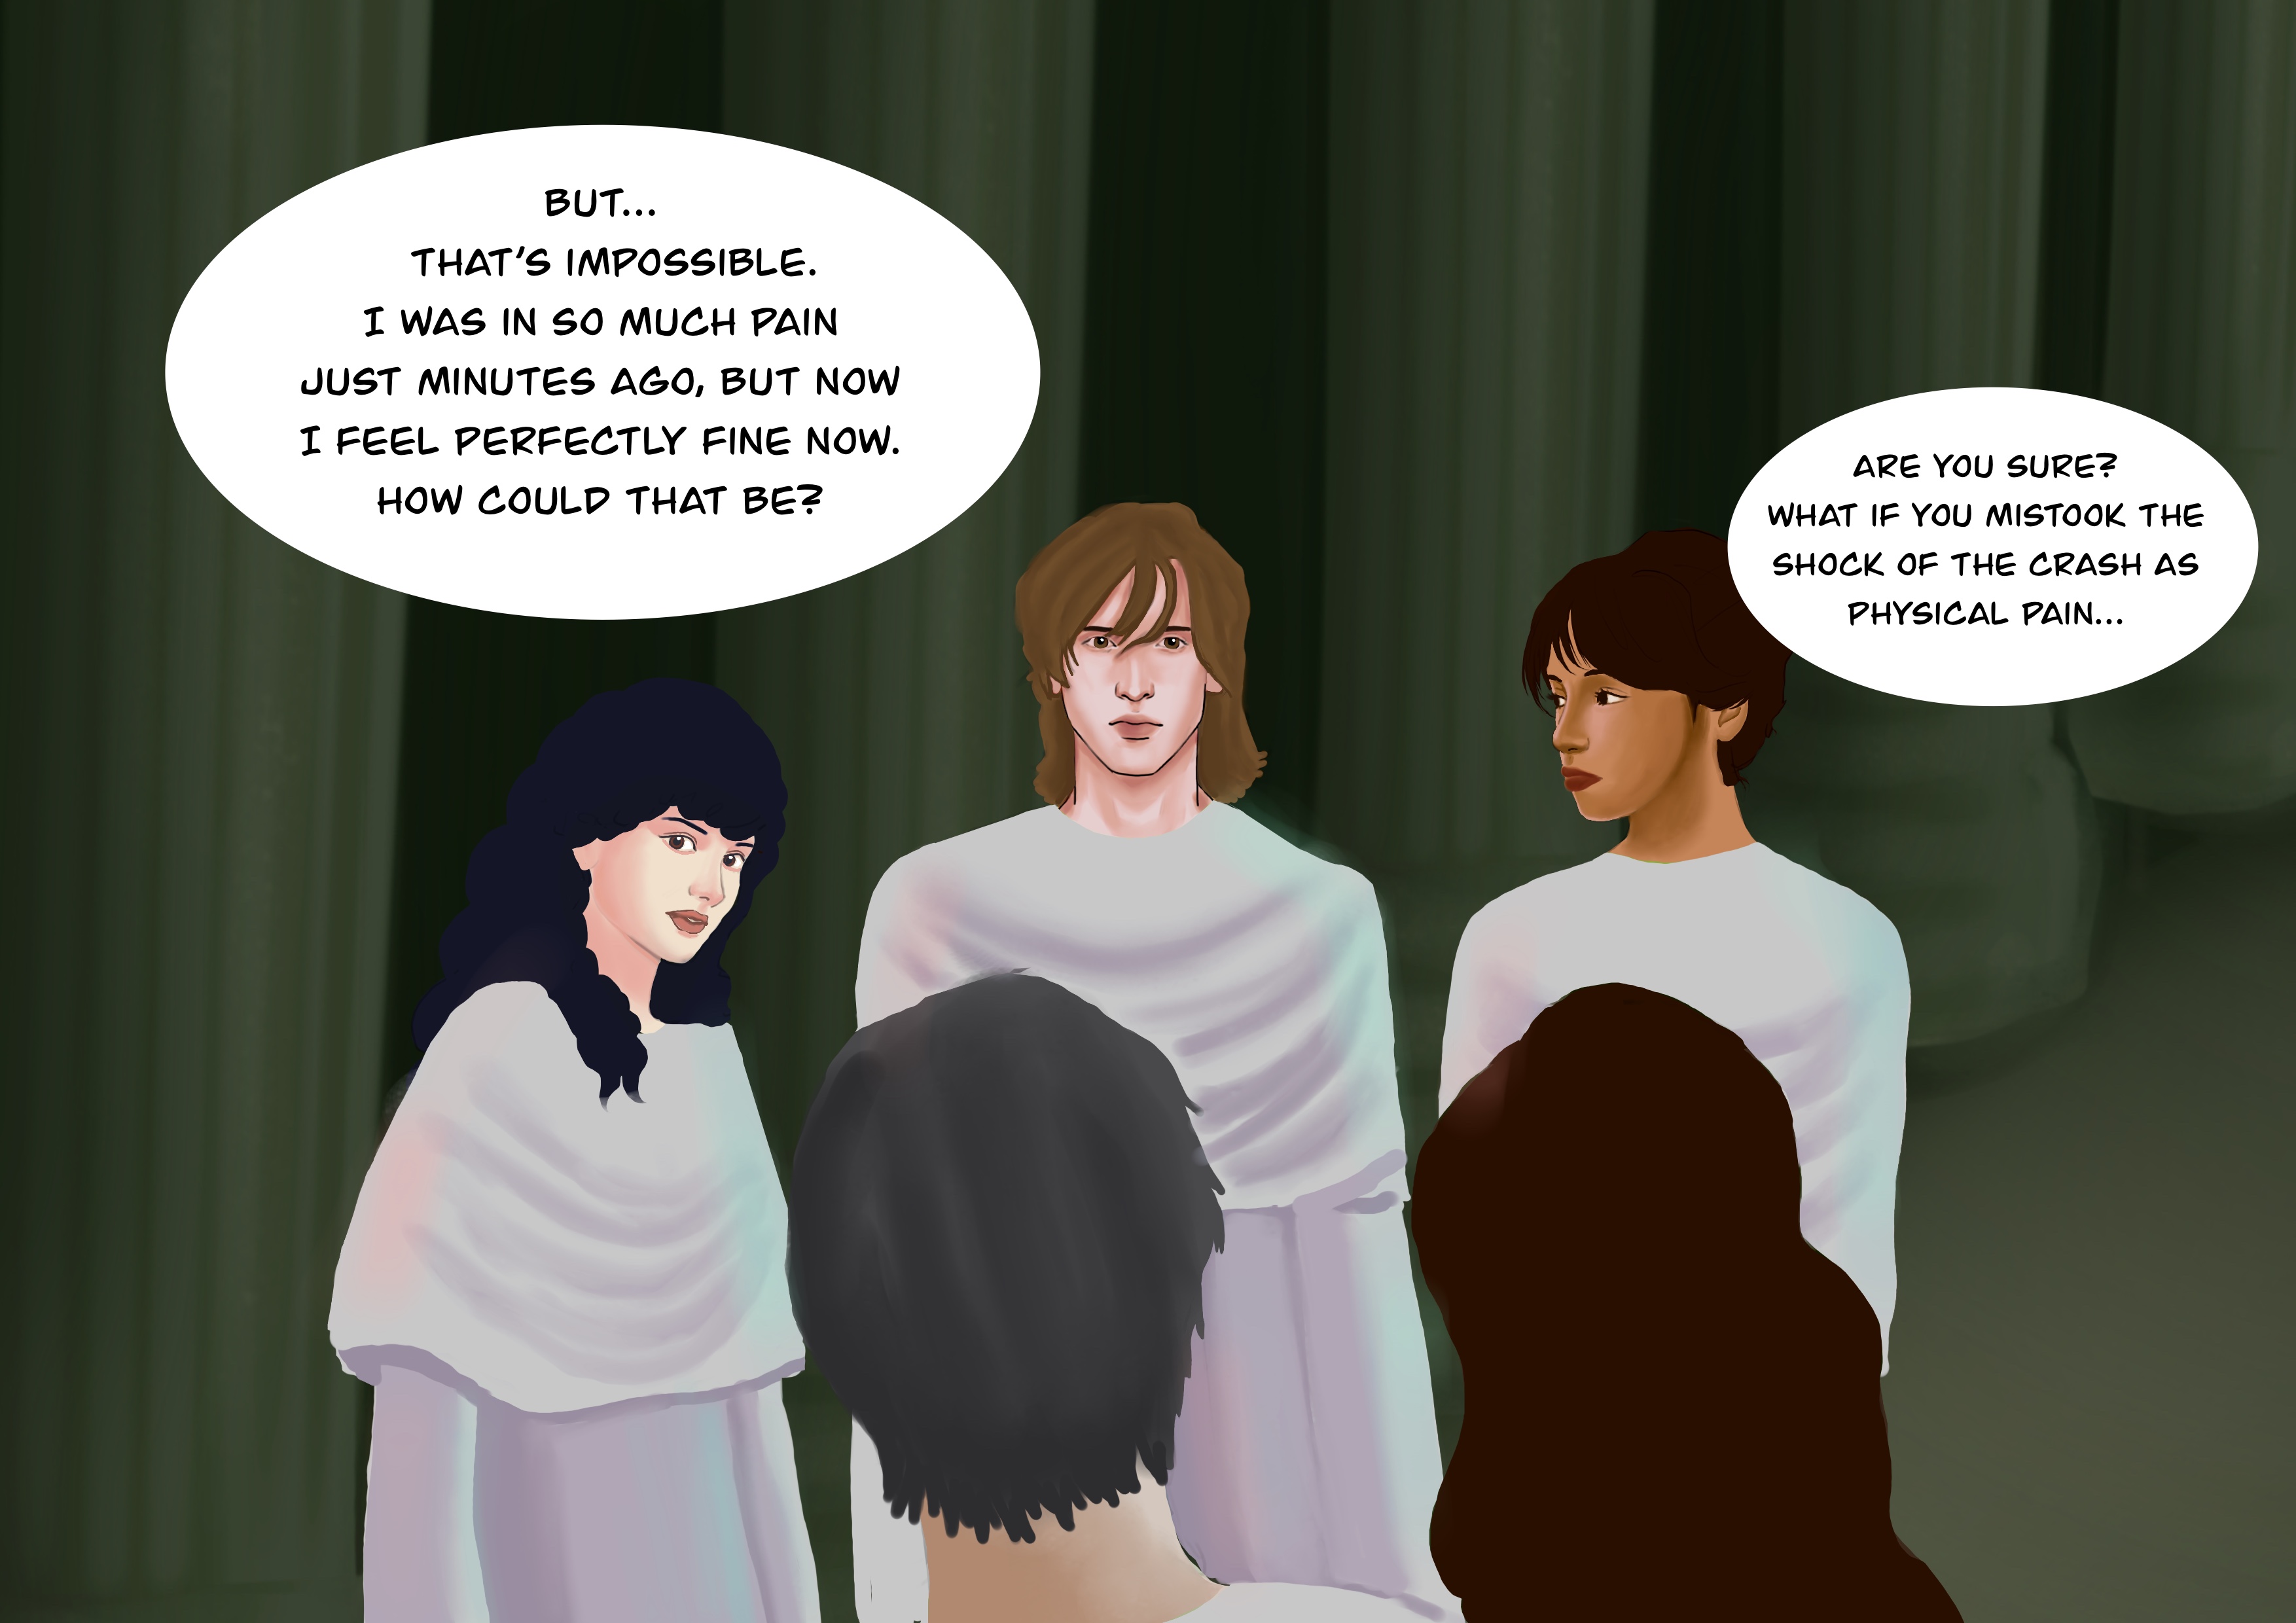 BUT...
THAT'S IMPOSSIBLE.
I WAS IN SO MUCH PAIN
JUST MINUTES AGO, BUT NOW
I FEEL PERFECTLY FINE NOW.
HOW COULD THAT BE?
ARE YOU SURE?
WHAT IF YOU MISTOOK THE
SHOCK OF THE CRASH AS
PHYSICAL PAIN...